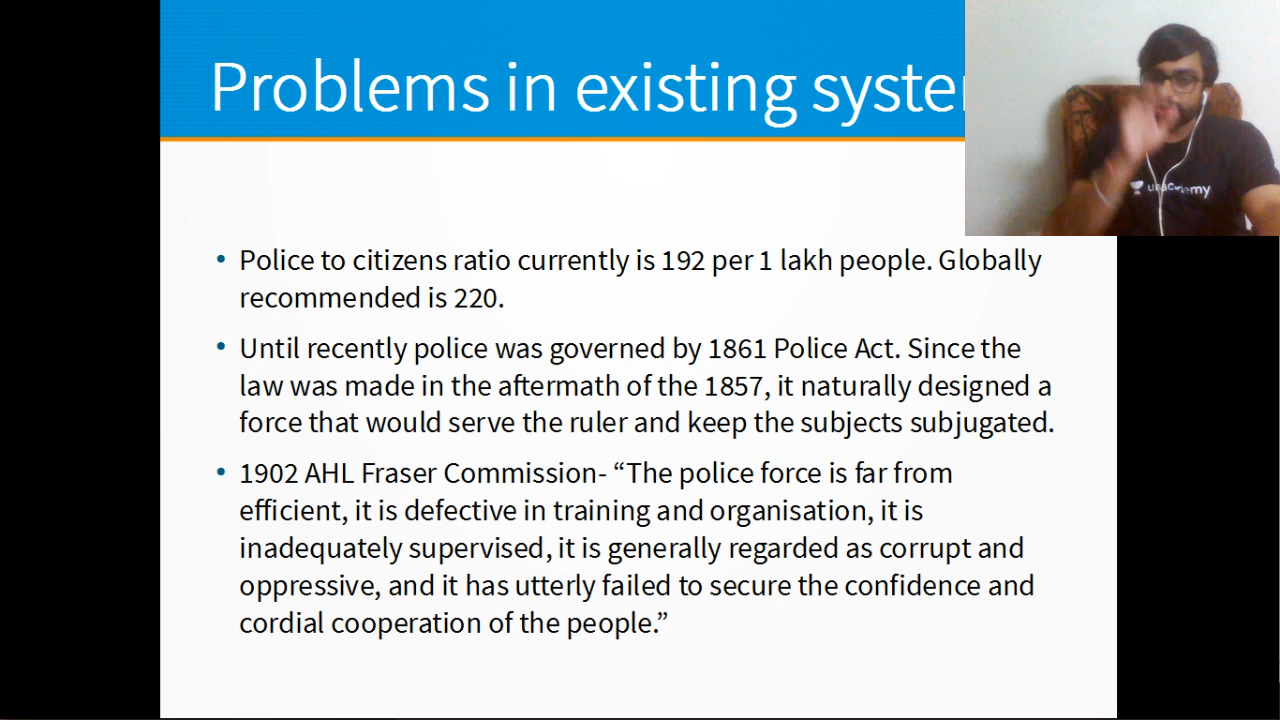 Problems in existing syste
• Police to citizens ratio currently is 192 per 1 lakh people. Globally
recommended is 220.
• Until recently police was governed by 1861 Police Act. Since the
law was made in the aftermath of the 1857, it naturally designed a
force that would serve the ruler and keep the subjects subjugated.
• 1902 AHL Fraser Commission- “The police force is far from
efficient, it is defective in training and organisation, it is
inadequately supervised, it is generally regarded as corrupt and
oppressive, and it has utterly failed to secure the confidence and
cordial cooperation of the people.”